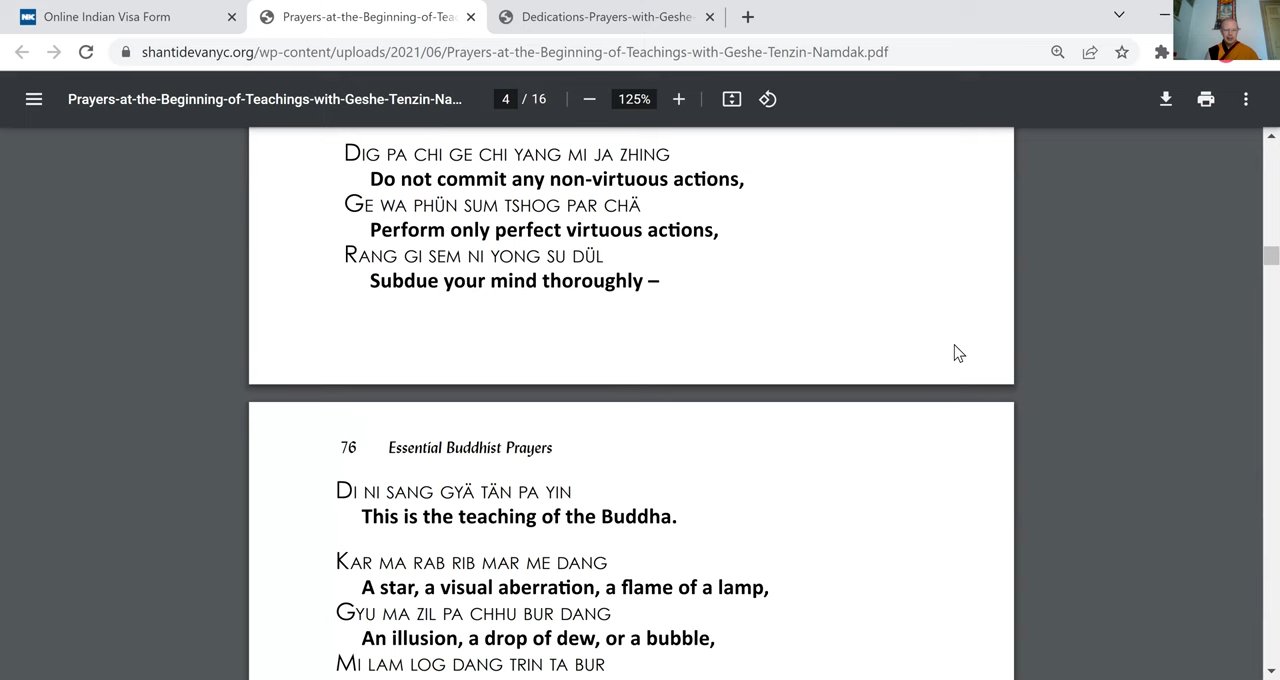 Online Indian Visa Form
Prayers-at-the-Beginning-of-Tea
Dedications-Prayers-with-Geshe-
shantidevanyc.org/wp-content/uploads/2021/06/Prayers-at-the-Beginning-of-Teachings-with-Geshe-Tenzin-Namdak.pdf
Prayers-at-the-Beginning-of-Teachings-with-Geshe-Tenzin-Na... 4 / 16 125%
DIG PA CHI GE CHI YANG MI JA ZHING
Do not commit any non-virtuous actions,
GE WA PHÜN SUM TSHOG PAR CHÄ
Perform only perfect virtuous actions,
RANG GI SEM NI YONG SU DÜL
Subdue your mind thoroughly –
76 Essential Buddhist Prayers
DI NI SANG GYÄ TÄN PA YIN
This is the teaching of the Buddha.
KAR MA RAB RIB MAR ME DANG
A star, a visual aberration, a flame of a lamp,
GYU MA ZIL PA CHHU BUR DANG
An illusion, a drop of dew, or a bubble,
MI LAM LOG DANG TRIN TA BUR